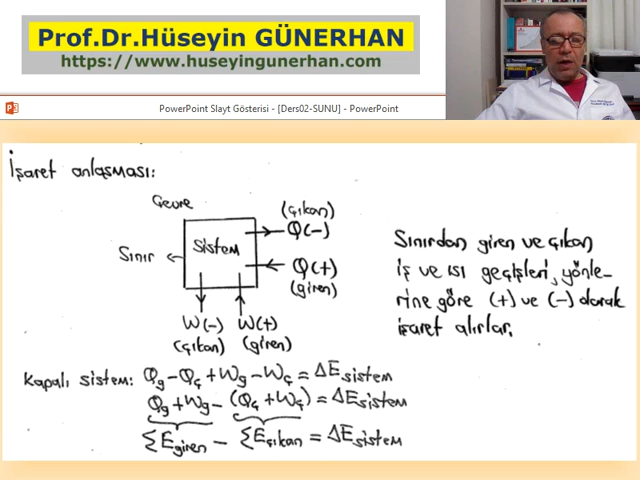 Prof.Dr.Hüseyin GÜNERHAN
https://www.huseyingunerhan.com
PowerPoint Slayt Gösterisi - [Ders02-SUNU] - PowerPoint
İşaret anlaşması:
Çevre
(çıkan)
Q(-)
Sistem
Sınır
Q(+)
(giren)
W(-) W(+)
(çıkan) (giren)
Sınırdan giren ve çıkan
iş ve ısı geçişleri, yönle-
rine göre (+) ve (-) olarak
işaret alırlar.
Kapalı sistem: Qg - Qç + Wg - Wç = ΔEsistem
Qg + Wg - (Qç + Wç) = ΔEsistem
ΣEgiren - ΣEçıkan = ΔEsistem